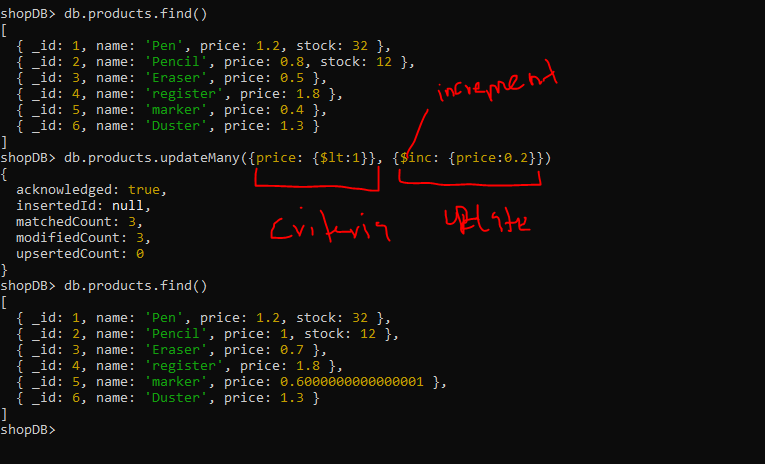 shopDB> db.products.find()
[
  { _id: 1, name: 'Pen', price: 1.2, stock: 32 },
  { _id: 2, name: 'Pencil', price: 0.8, stock: 12 },
  { _id: 3, name: 'Eraser', price: 0.5 },
  { _id: 4, name: 'register', price: 1.8 },
  { _id: 5, name: 'marker', price: 0.4 },
  { _id: 6, name: 'Duster', price: 1.3 }
]
increment
shopDB> db.products.updateMany({price: {$lt:1}}, {$inc: {price:0.2}})
{
  acknowledged: true,
  insertedId: null,
  matchedCount: 3,
  modifiedCount: 3,
  upsertedCount: 0
}
criteria
update
shopDB> db.products.find()
[
  { _id: 1, name: 'Pen', price: 1.2, stock: 32 },
  { _id: 2, name: 'Pencil', price: 1, stock: 12 },
  { _id: 3, name: 'Eraser', price: 0.7 },
  { _id: 4, name: 'register', price: 1.8 },
  { _id: 5, name: 'marker', price: 0.6000000000000001 },
  { _id: 6, name: 'Duster', price: 1.3 }
]
shopDB>